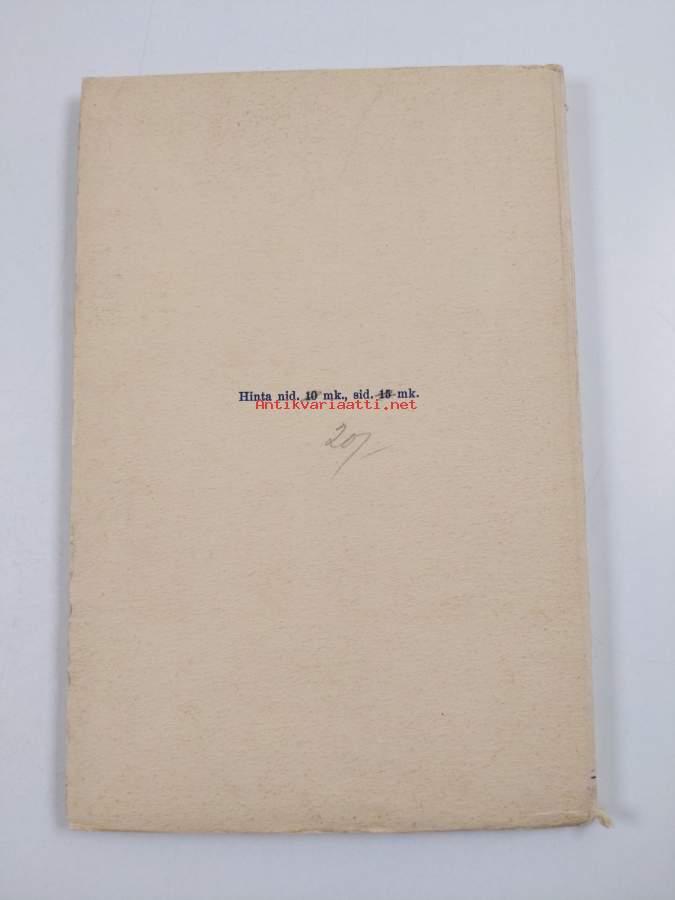 Hinta nid. 10 mk., sid. 15 mk.
Antikvariaatti.net
20/-